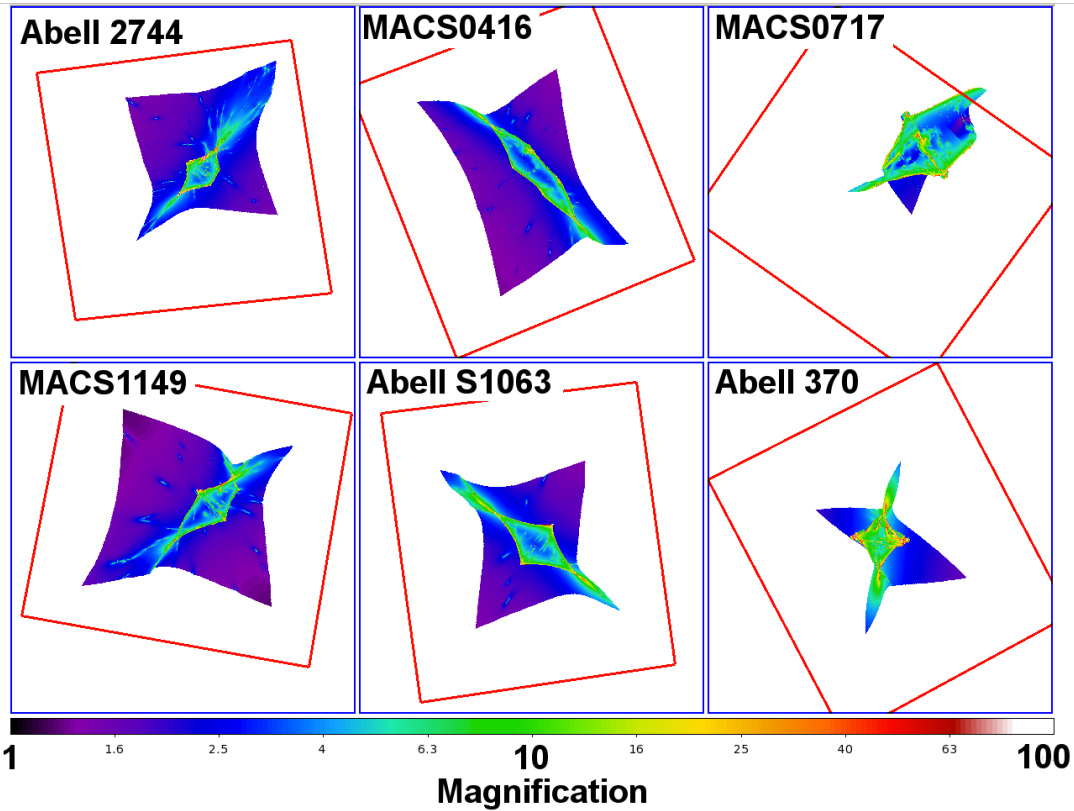 Abell 2744
MACS0416
MACS0717
MACS1149
Abell S1063
Abell 370
1.6 2.5 4 6.3 16 25 40 63
1 10 100
Magnification